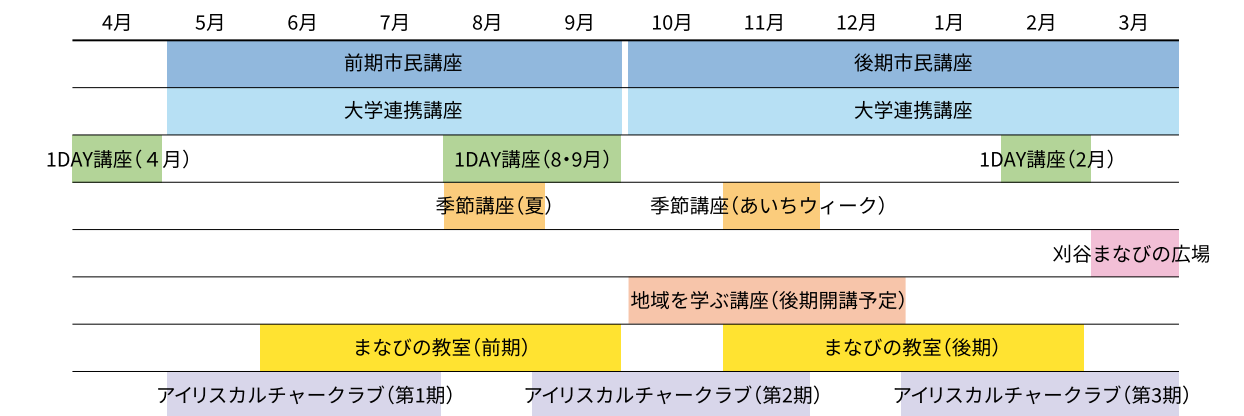 4月 5月 6月 7月 8月 9月 10月 11月 12月 1月 2月 3月
前期市民講座 後期市民講座
大学連携講座 大学連携講座
1DAY講座（４月） 1DAY講座（8・9月） 1DAY講座（2月）
季節講座（夏） 季節講座（あいちウィーク）
刈谷まなびの広場
地域を学ぶ講座（後期開講予定）
まなびの教室（前期） まなびの教室（後期）
アイリスカルチャークラブ（第1期） アイリスカルチャークラブ（第2期） アイリスカルチャークラブ（第3期）